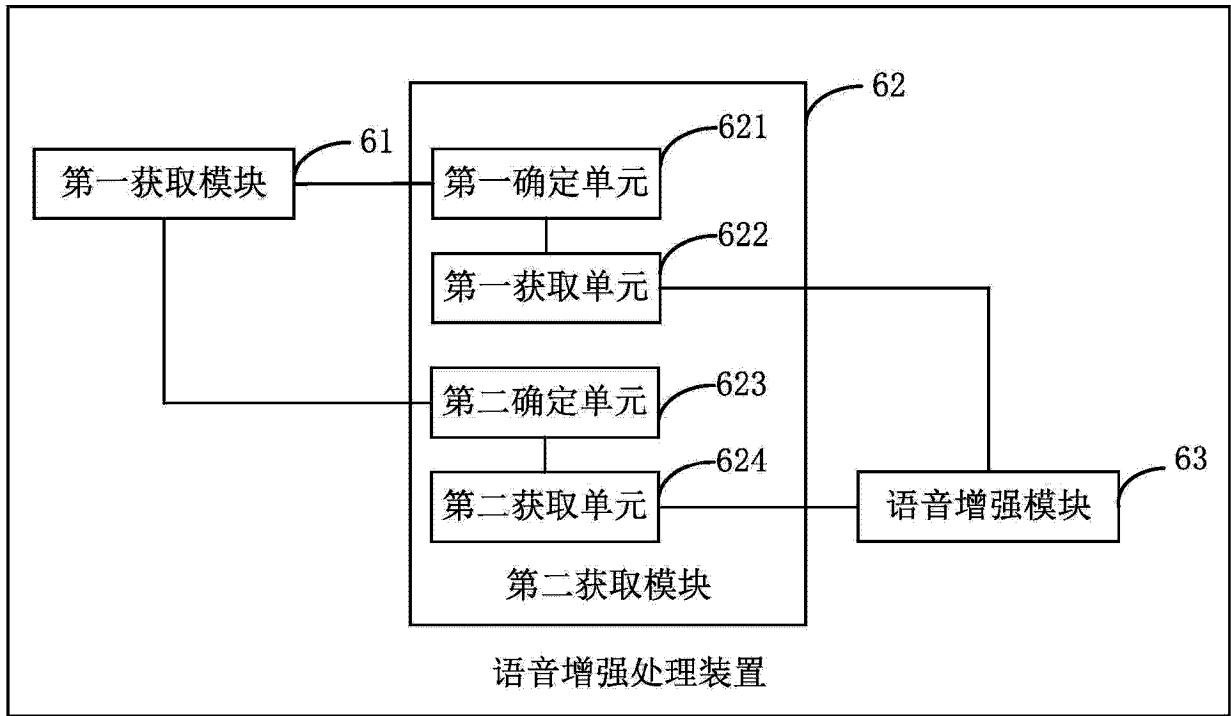 62
621
61
第一获取模块
第一确定单元
622
第一获取单元
623
第二确定单元
624
第二获取单元
63
语音增强模块
第二获取模块
语音增强处理装置